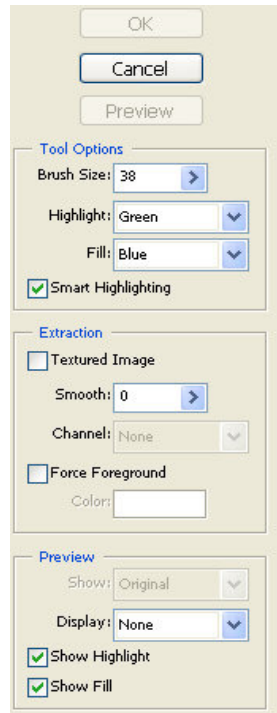 OK
Cancel
Preview
Tool Options
Brush Size: 38
Highlight: Green
Fill: Blue
Smart Highlighting
Extraction
Textured Image
Smooth: 0
Channel: None
Force Foreground
Color:
Preview
Show: Original
Display: None
Show Highlight
Show Fill